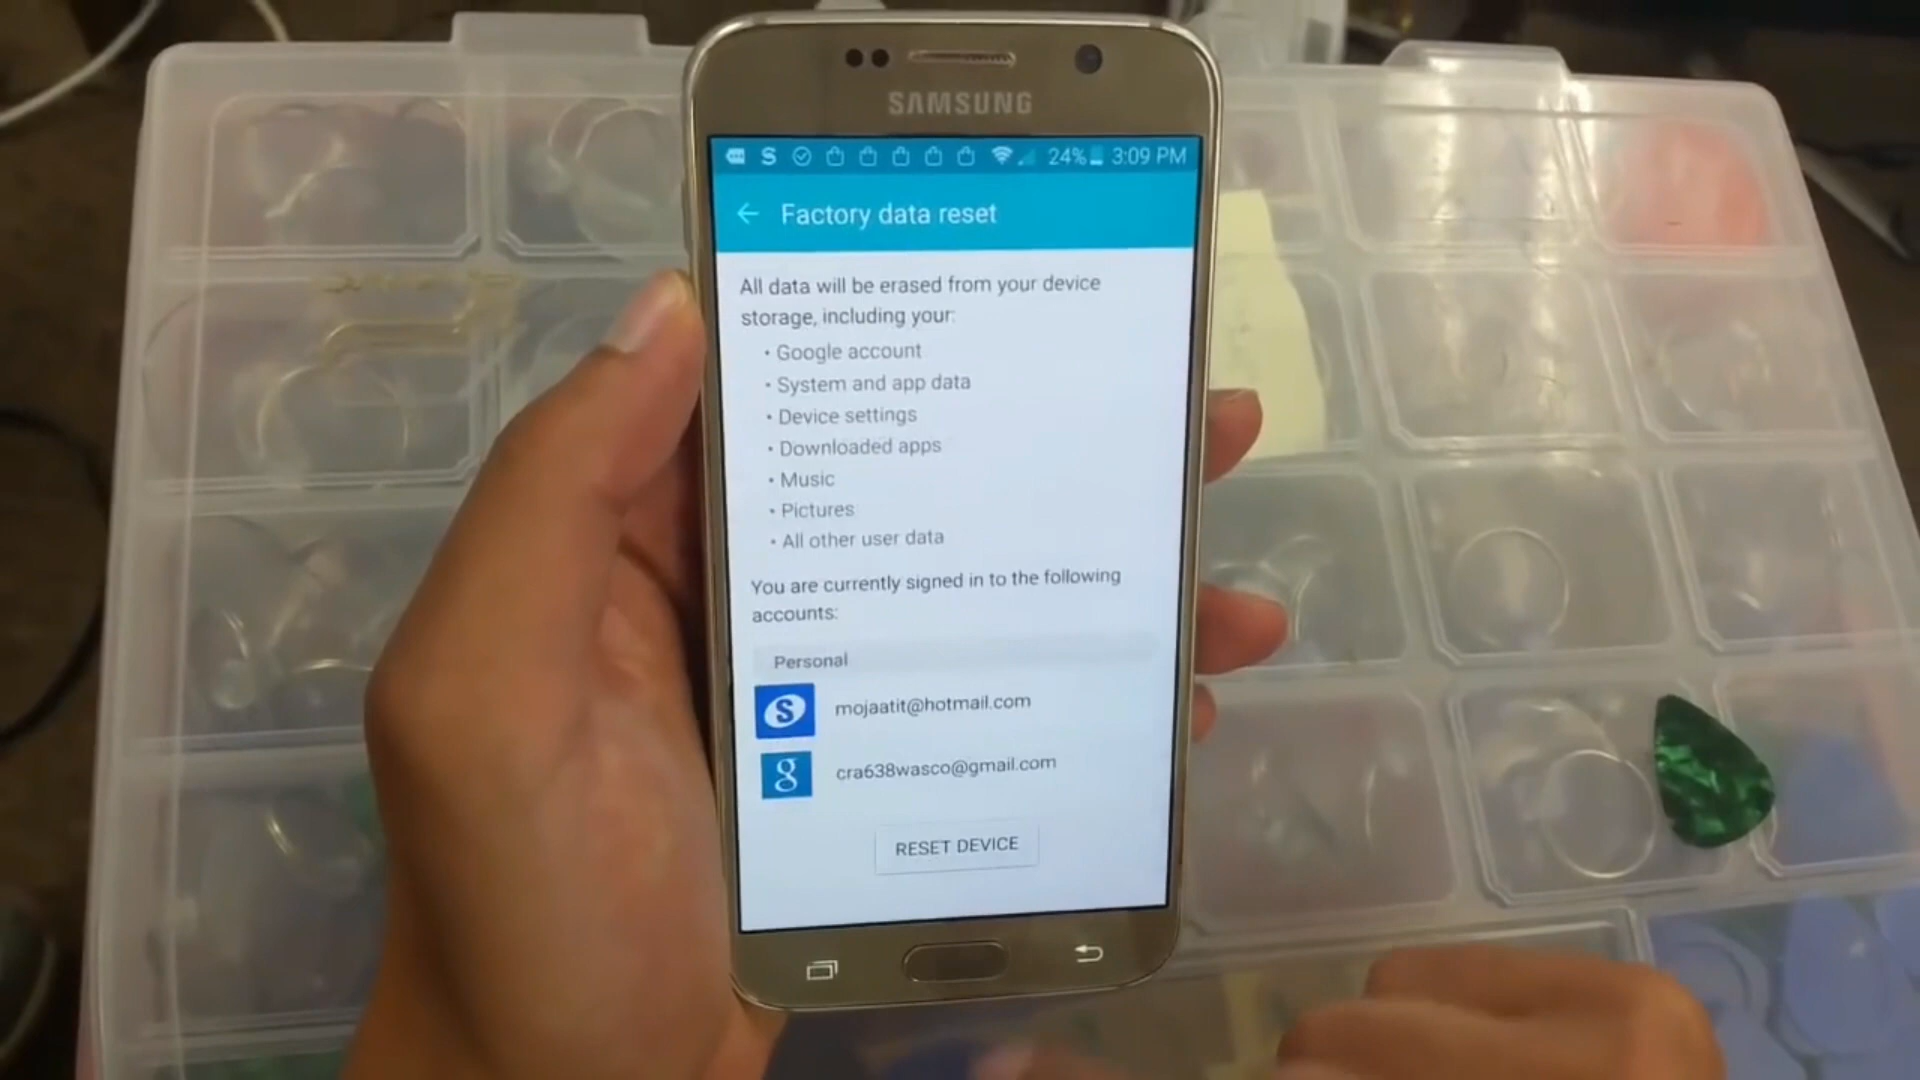 SAMSUNG
24% 3:09 PM
Factory data reset
All data will be erased from your device
storage, including your:
• Google account
• System and app data
• Device settings
• Downloaded apps
• Music
• Pictures
• All other user data
You are currently signed in to the following
accounts:
Personal
S mojaatit@hotmail.com
g cra638wasco@gmail.com
RESET DEVICE